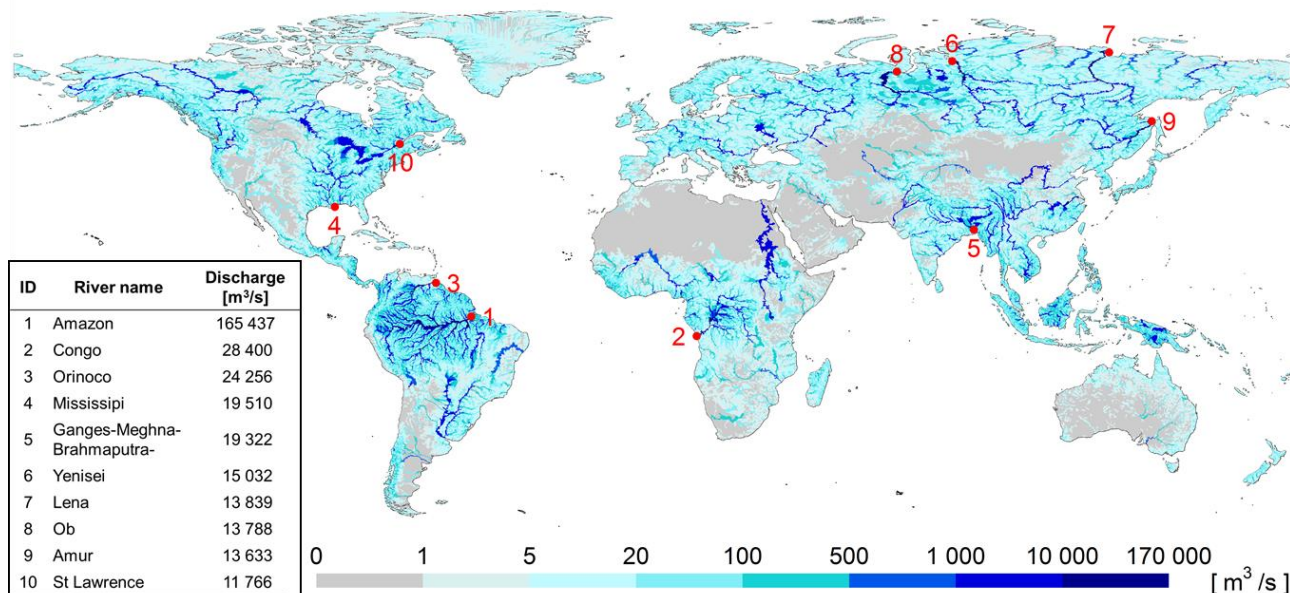 7
6
8
9
10
4
5
3
1
2
ID River name Discharge
[m³/s]
1 Amazon 165 437
2 Congo 28 400
3 Orinoco 24 256
4 Mississipi 19 510
5 Ganges-Meghna-
Brahmaputra- 19 322
6 Yenisei 15 032
7 Lena 13 839
8 Ob 13 788
9 Amur 13 633
10 St Lawrence 11 766
0 1 5 20 100 500 1 000 10 000 170 000
[ m³ /s]